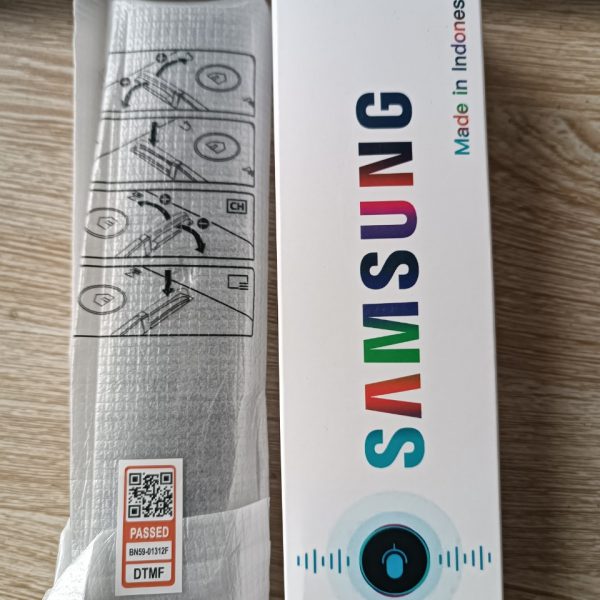 CH
PASSED
BN59-01312F
DTMF
SAMSUNG
Made in Indones